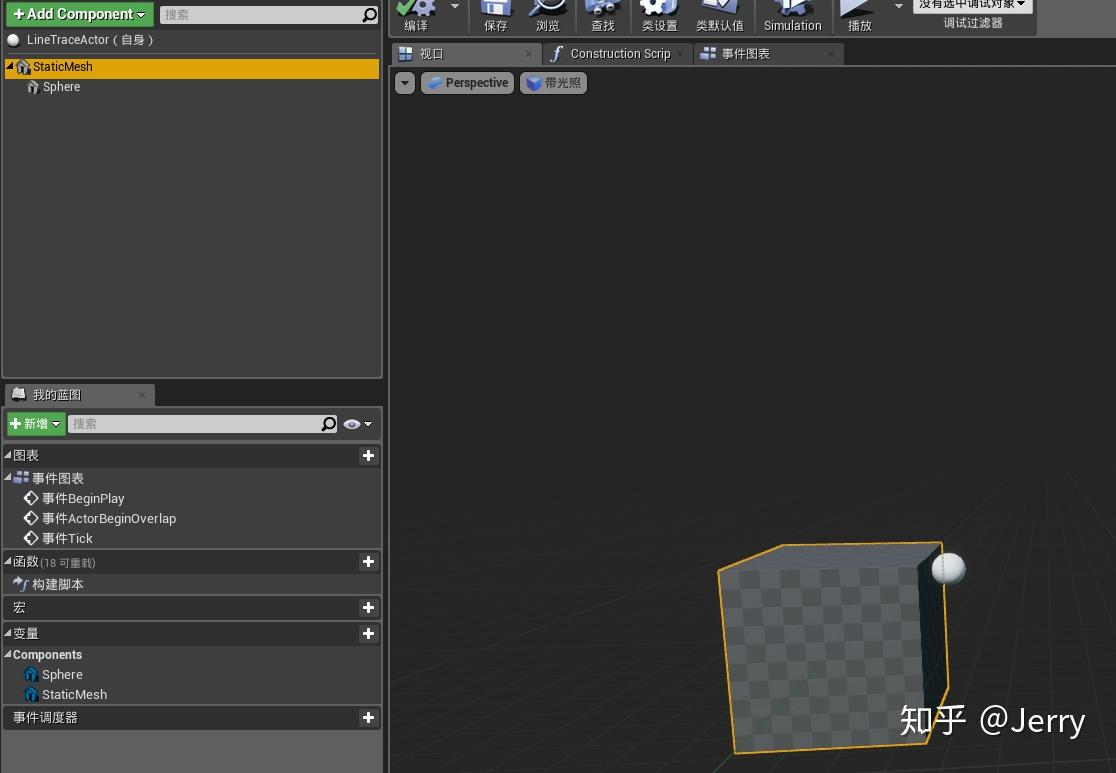 Add Component
搜索
LineTraceActor ( 自身 )
StaticMesh
Sphere
我的蓝图
新增
搜索
图表
事件图表
事件BeginPlay
事件ActorBeginOverlap
事件Tick
函数 (18 可重载)
构建脚本
宏
变量
Components
Sphere
StaticMesh
事件调度器
编译
保存
浏览
查找
类设置
类默认值
Simulation
播放
没有选中调试对象
调试过滤器
视口
Construction Scrip
事件图表
Perspective
带光照
知乎 @Jerry